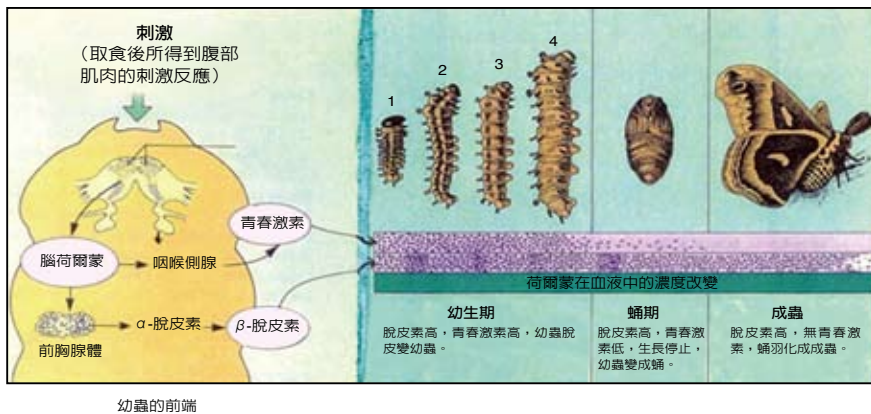 刺激
（取食後所得到腹部
肌肉的刺激反應）
1
2
3
4
青春激素
腦荷爾蒙
咽喉側腺
α-脫皮素
β-脫皮素
前胸腺體
荷爾蒙在血液中的濃度改變
幼生期
脫皮素高，青春激素高，幼蟲脫
皮變幼蟲。
蛹期
脫皮素高，青春激
素低，生長停止，
幼蟲變成蛹。
成蟲
脫皮素高，無青春激
素，蛹羽化成成蟲。
幼蟲的前端